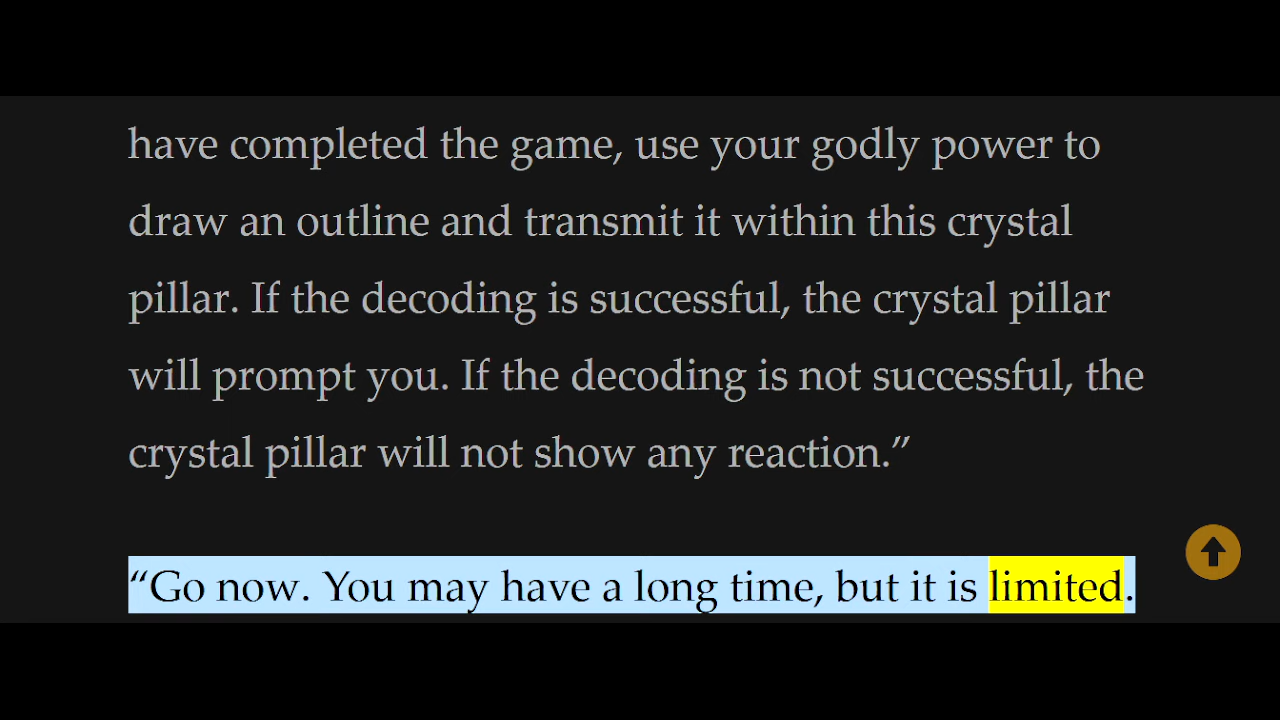 have completed the game, use your godly power to
draw an outline and transmit it within this crystal
pillar. If the decoding is successful, the crystal pillar
will prompt you. If the decoding is not successful, the
crystal pillar will not show any reaction.”
“Go now. You may have a long time, but it is limited.